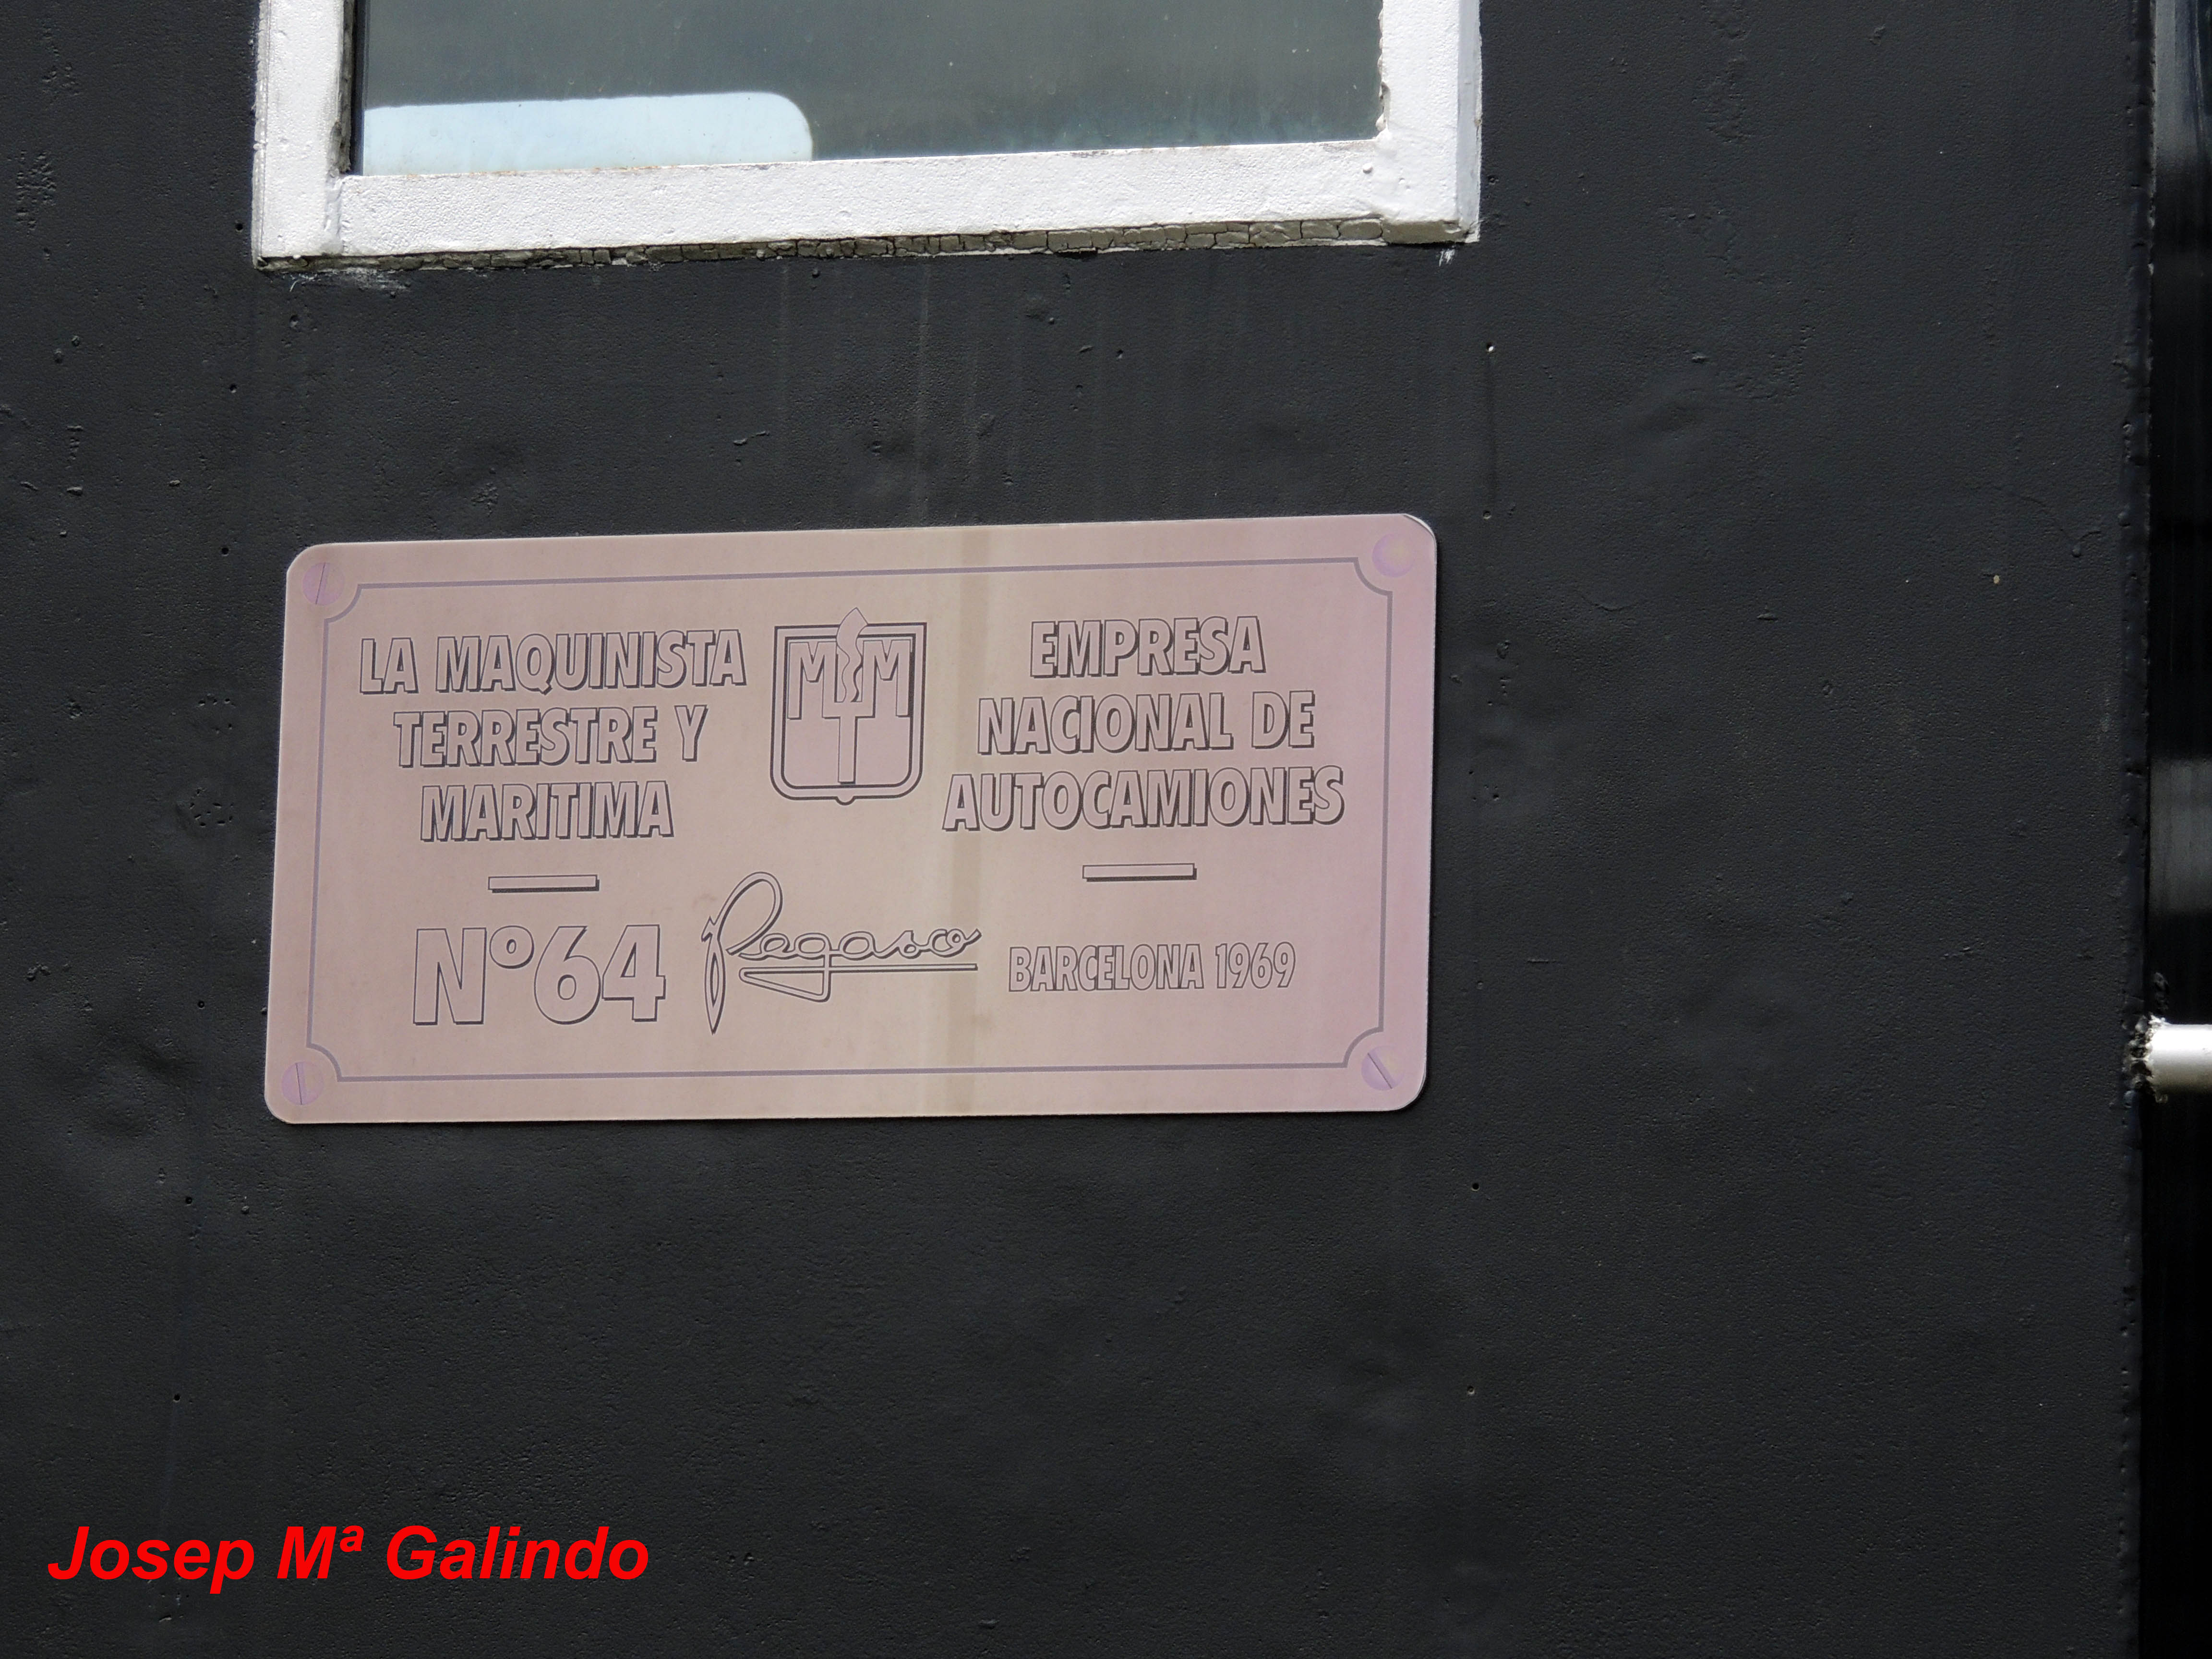 LA MAQUINISTA
TERRESTRE Y
MARITIMA
Nº64
MTM
Pegaso
EMPRESA
NACIONAL DE
AUTOCAMIONES
BARCELONA 1969
Josep Mª Galindo